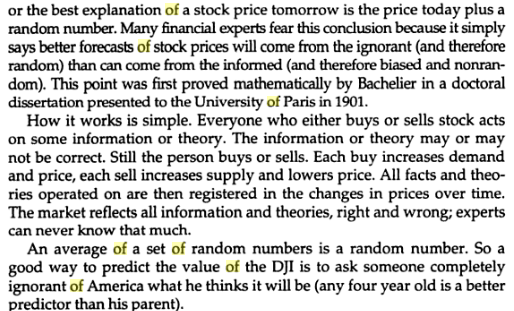 or the best explanation of a stock price tomorrow is the price today plus a
random number. Many financial experts fear this conclusion because it simply
says better forecasts of stock prices will come from the ignorant (and therefore
random) than can come from the informed (and therefore biased and nonran-
dom). This point was first proved mathematically by Bachelier in a doctoral
dissertation presented to the University of Paris in 1901.
How it works is simple. Everyone who either buys or sells stock acts
on some information or theory. The information or theory may or may
not be correct. Still the person buys or sells. Each buy increases demand
and price, each sell increases supply and lowers price. All facts and theo-
ries operated on are then registered in the changes in prices over time.
The market reflects all information and theories, right and wrong; experts
can never know that much.
An average of a set of random numbers is a random number. So a
good way to predict the value of the DJI is to ask someone completely
ignorant of America what he thinks it will be (any four year old is a better
predictor than his parent).